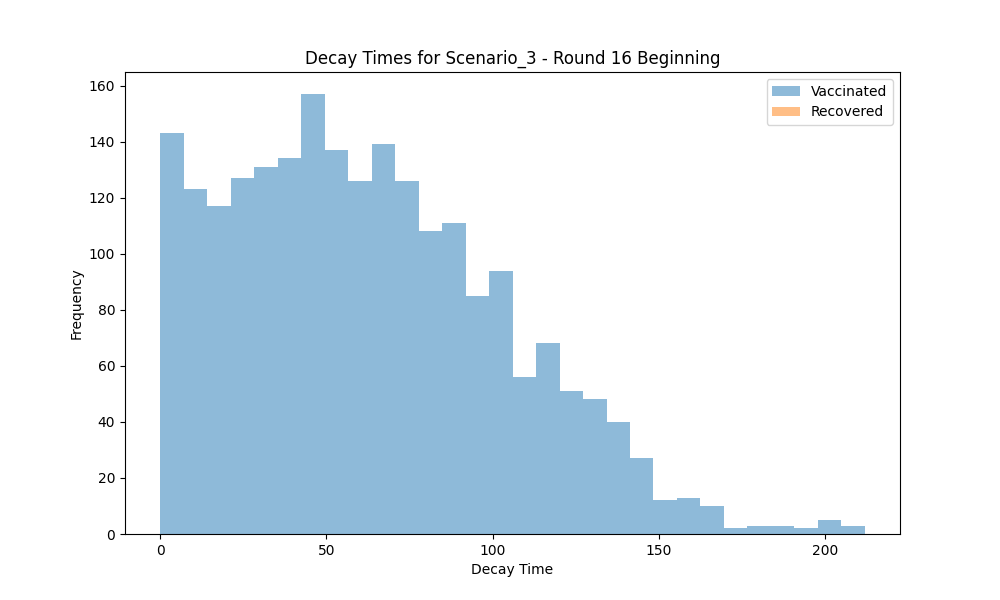 Decay Times for Scenario_3 - Round 16 Beginning
Vaccinated
Recovered
160
140
120
100
80
60
40
20
0
Frequency
0 50 100 150 200
Decay Time